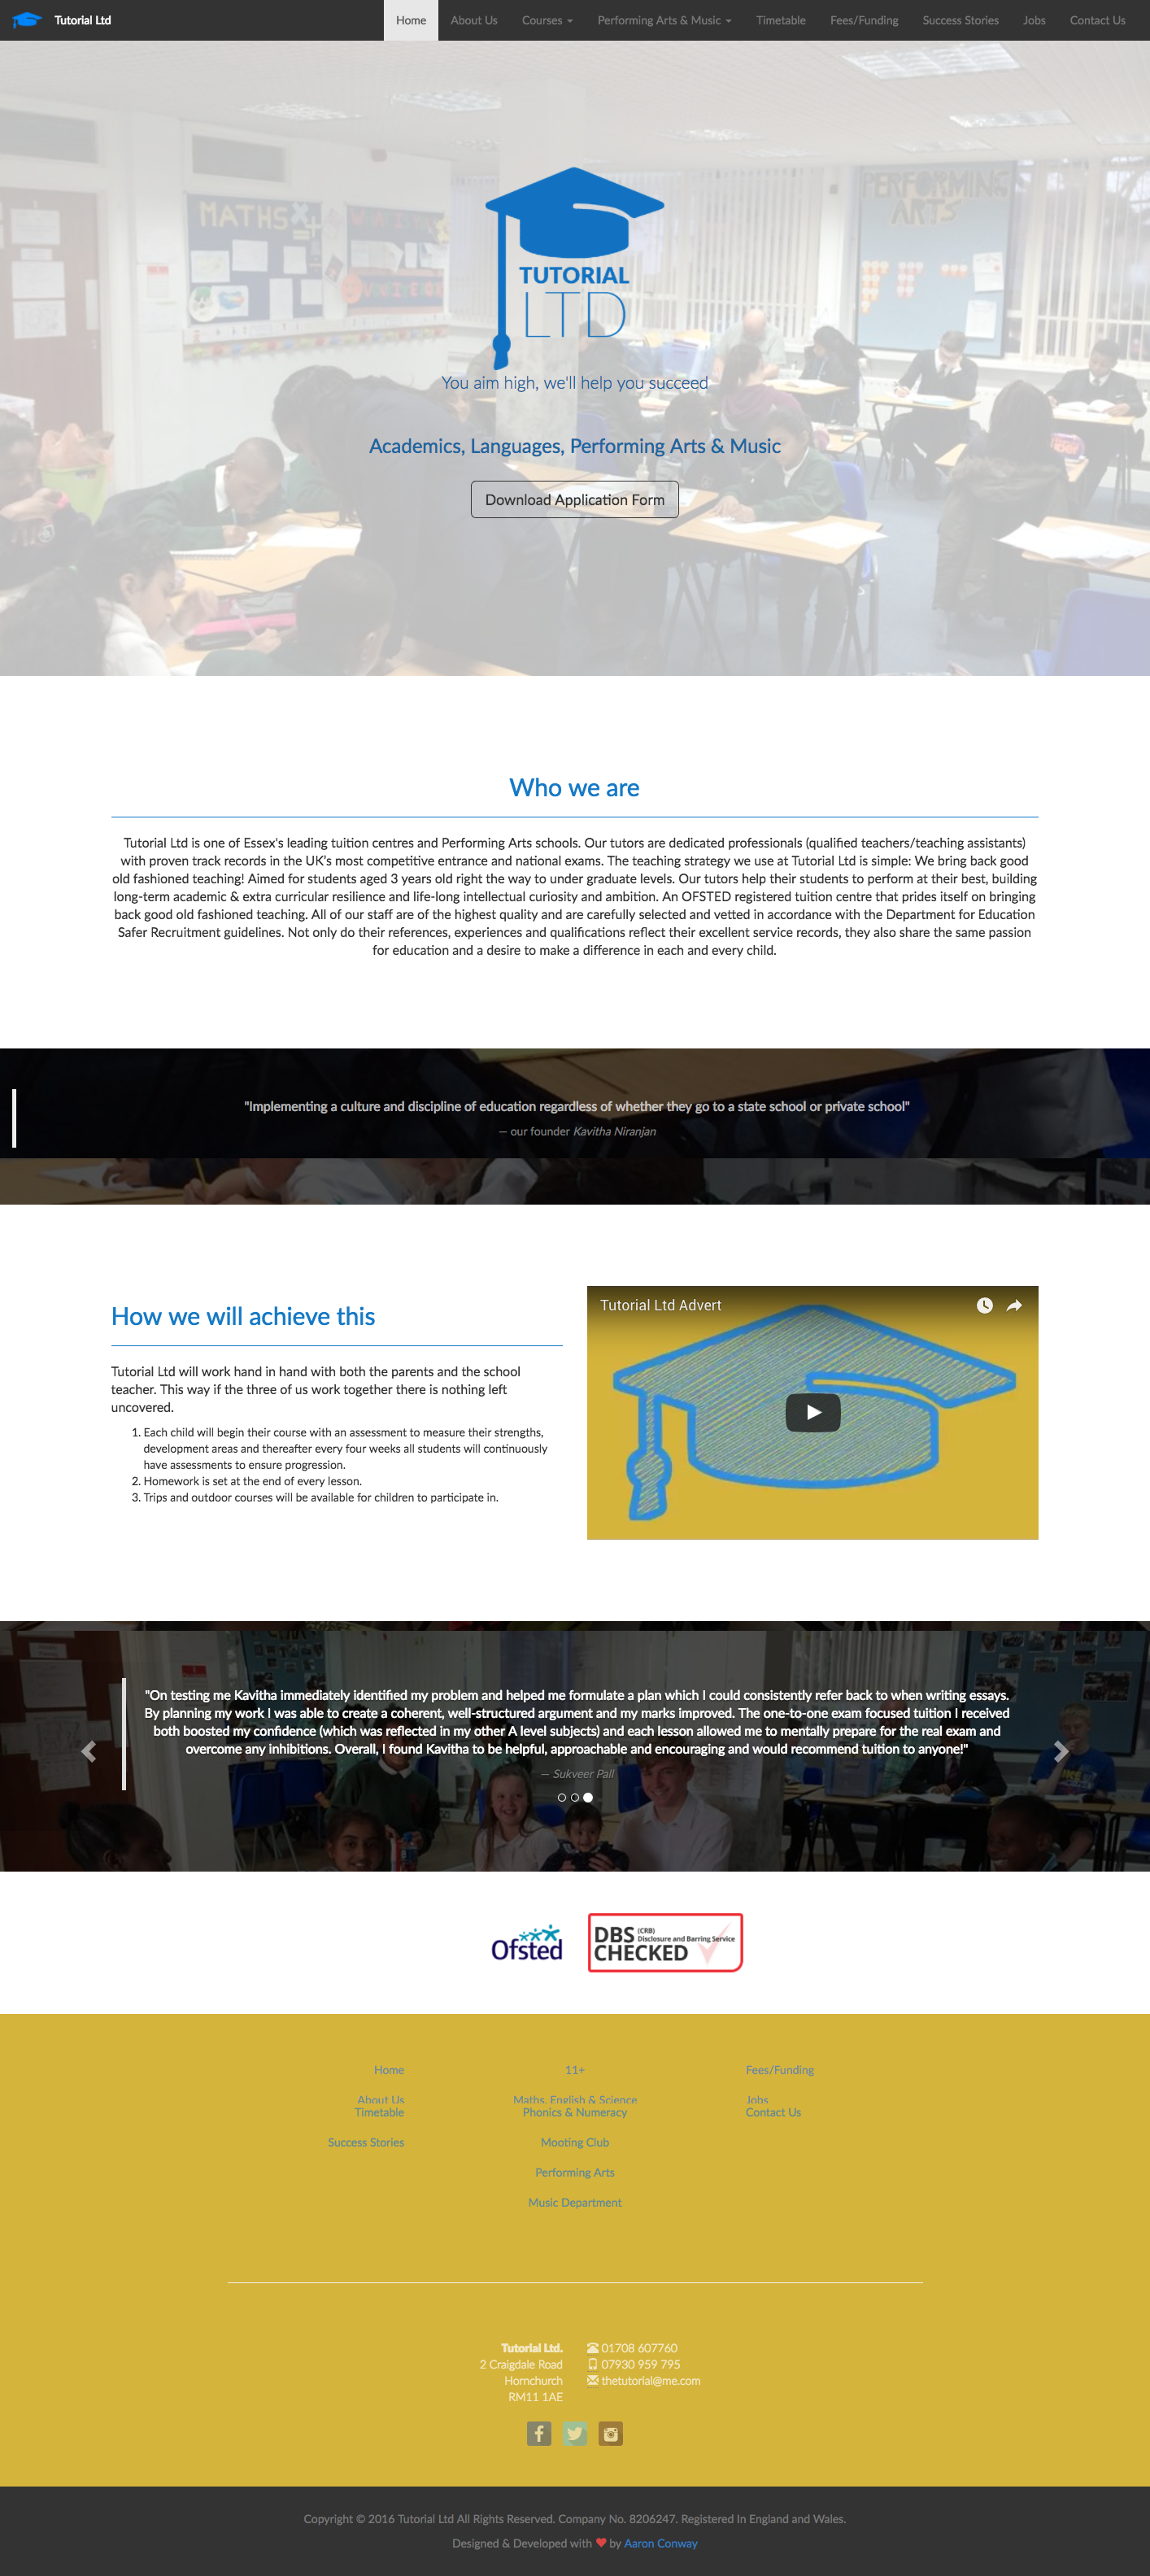 Tutorial Ltd
Home
About Us
Courses
Performing Arts & Music
Timetable
Fees/Funding
Success Stories
Jobs
Contact Us
MATHS
PERFORMING
ARTS
TUTORIAL
LTD
You aim high, we'll help you succeed
Academics, Languages, Performing Arts & Music
Download Application Form
Who we are
Tutorial Ltd is one of Essex's leading tuition centres and Performing Arts schools. Our tutors are dedicated professionals (qualified teachers/teaching assistants)
with proven track records in the UK's most competitive entrance and national exams. The teaching strategy we use at Tutorial Ltd is simple: We bring back good
old fashioned teaching! Aimed for students aged 3 years old right the way to under graduate levels. Our tutors help their students to perform at their best, building
long-term academic & extra curricular resilience and life-long intellectual curiosity and ambition. An OFSTED registered tuition centre that prides itself on bringing
back good old fashioned teaching. All of our staff are of the highest quality and are carefully selected and vetted in accordance with the Department for Education
Safer Recruitment guidelines. Not only do their references, experiences and qualifications reflect their excellent service records, they also share the same passion
for education and a desire to make a difference in each and every child.
"Implementing a culture and discipline of education regardless of whether they go to a state school or private school"
— our founder Kavitha Niranjan
How we will achieve this
Tutorial Ltd will work hand in hand with both the parents and the school
teacher. This way if the three of us work together there is nothing left
uncovered.
1. Each child will begin their course with an assessment to measure their strengths,
development areas and thereafter every four weeks all students will continuously
have assessments to ensure progression.
2. Homework is set at the end of every lesson.
3. Trips and outdoor courses will be available for children to participate in.
Tutorial Ltd Advert
"On testing me Kavitha immediately identified my problem and helped me formulate a plan which I could consistently refer back to when writing essays.
By planning my work I was able to create a coherent, well-structured argument and my marks improved. The one-to-one exam focused tuition I received
both boosted my confidence (which was reflected in my other A level subjects) and each lesson allowed me to mentally prepare for the real exam and
overcome any inhibitions. Overall, I found Kavitha to be helpful, approachable and encouraging and would recommend tuition to anyone!"
— Sukveer Pall
Ofsted
DBS (CRB)
Disclosure and Barring Service
CHECKED
Home
About Us
Timetable
Success Stories
11+
Maths, English & Science
Phonics & Numeracy
Mooting Club
Performing Arts
Music Department
Fees/Funding
Jobs
Contact Us
Tutorial Ltd.
2 Craigdale Road
Hornchurch
RM11 1AE
01708 607760
07930 959 795
thetutorial@me.com
Copyright © 2016 Tutorial Ltd All Rights Reserved. Company No. 8206247. Registered In England and Wales.
Designed & Developed with ♥ by Aaron Conway